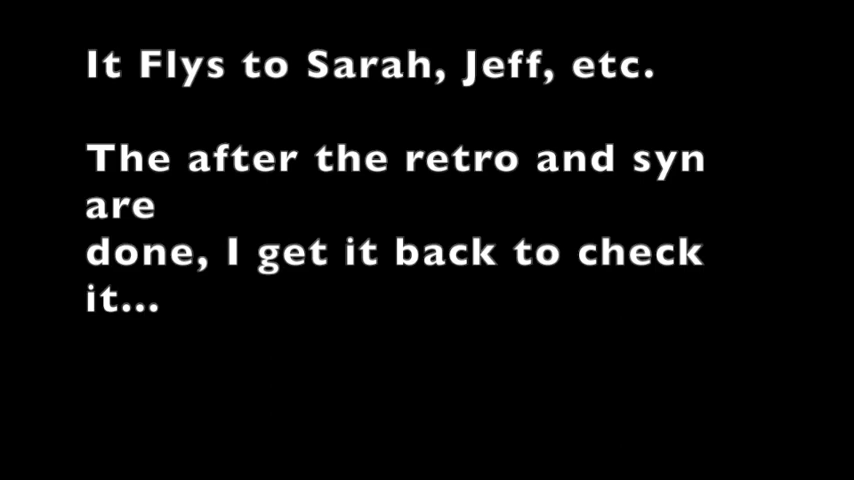 It Flys to Sarah, Jeff, etc.
The after the retro and syn
are
done, I get it back to check
it...